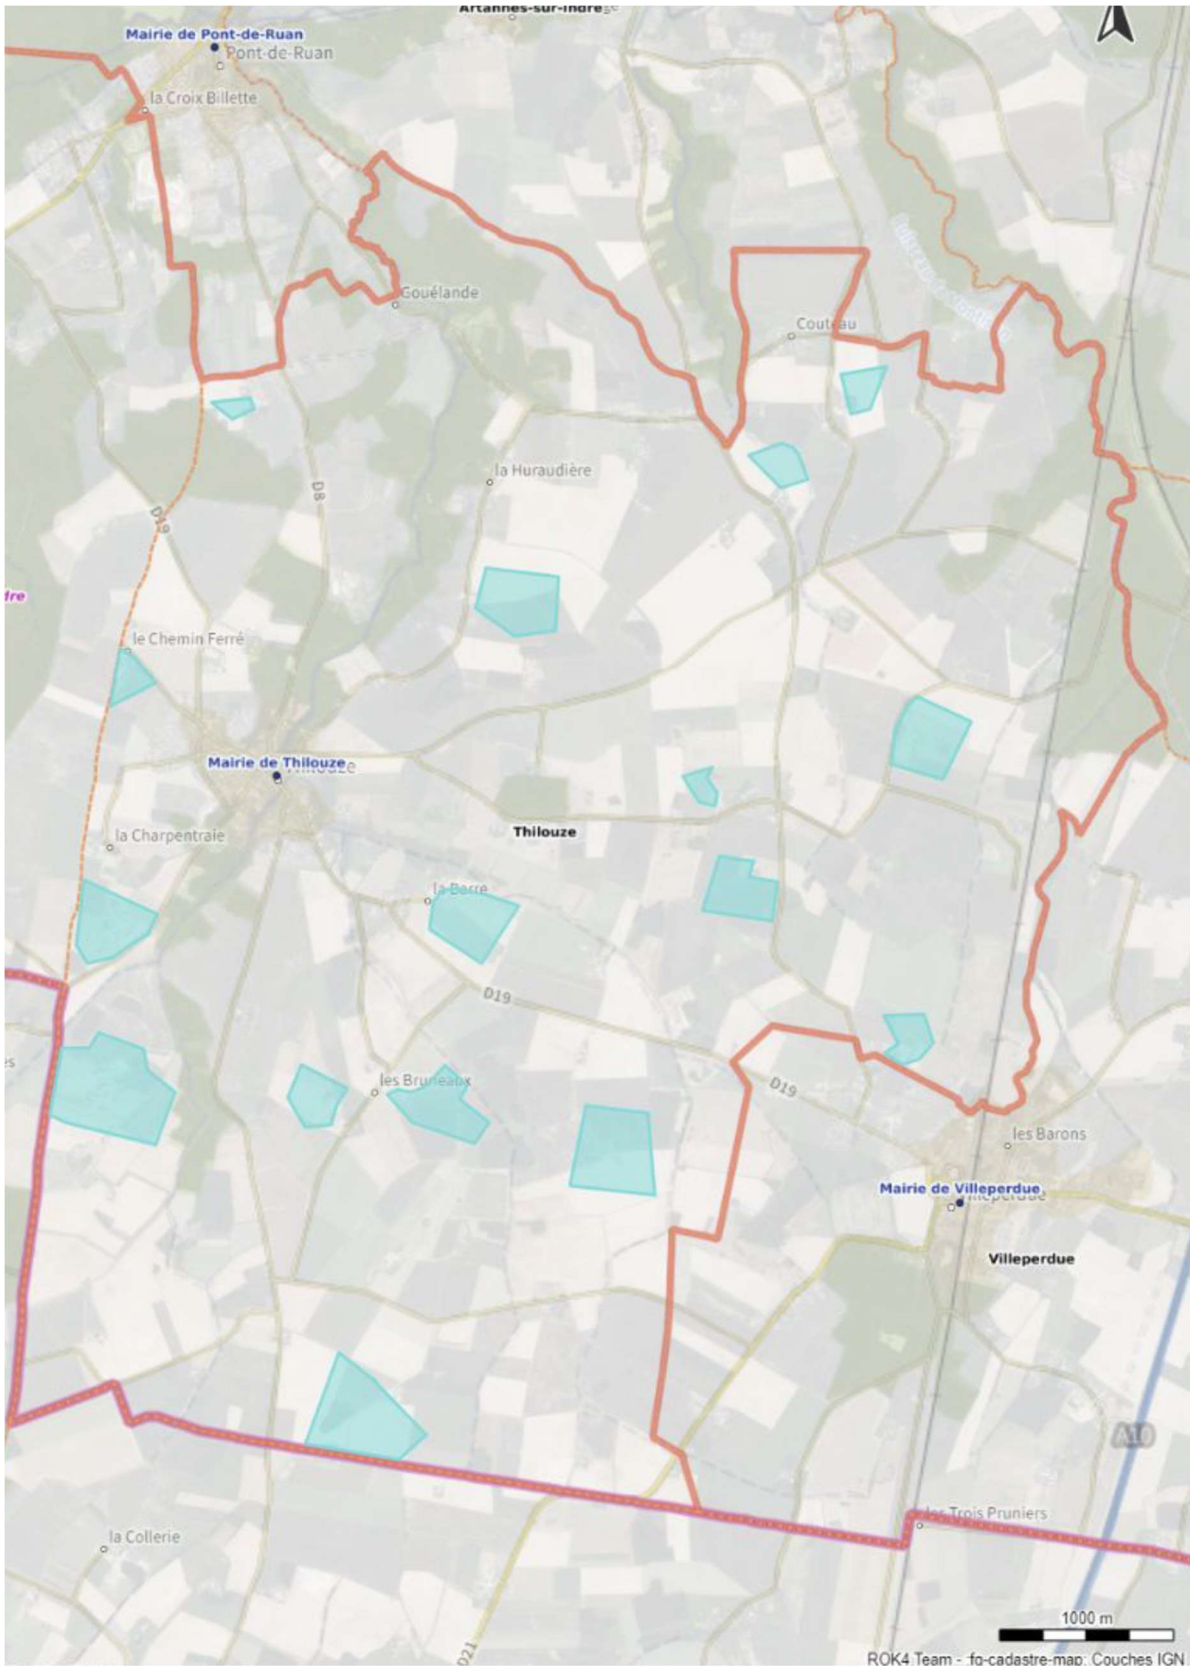 Artannes-sur-Indre
Mairie de Pont-de-Ruan
Pont-de-Ruan
la Croix Billette
Gouélande
Couteau
la Huraudière
D8
D19
le Chemin Ferré
Mairie de Thilouze
Thilouze
la Charpentraie
la Barre
D19
les Bruneaux
D19
les Barons
Mairie de Villeperdue
Villeperdue
A10
les Trois Pruniers
la Collerie
D21
1000 m
ROK4 Team - fg-cadastre-map: Couches IGN